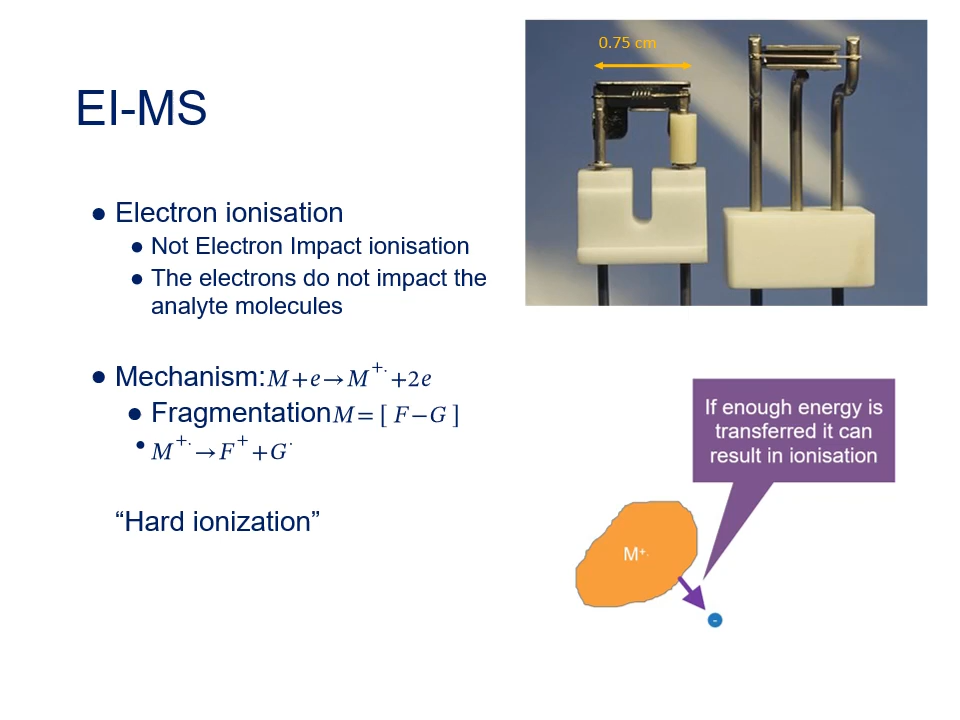 0.75 cm
EI-MS
● Electron ionisation
● Not Electron Impact ionisation
● The electrons do not impact the
analyte molecules
● Mechanism: M + e → M⁺˙ + 2e
● Fragmentation M = [ F − G ]
• M⁺˙ → F⁺ + G˙
“Hard ionization”
If enough energy is
transferred it can
result in ionisation
M⁺˙
-